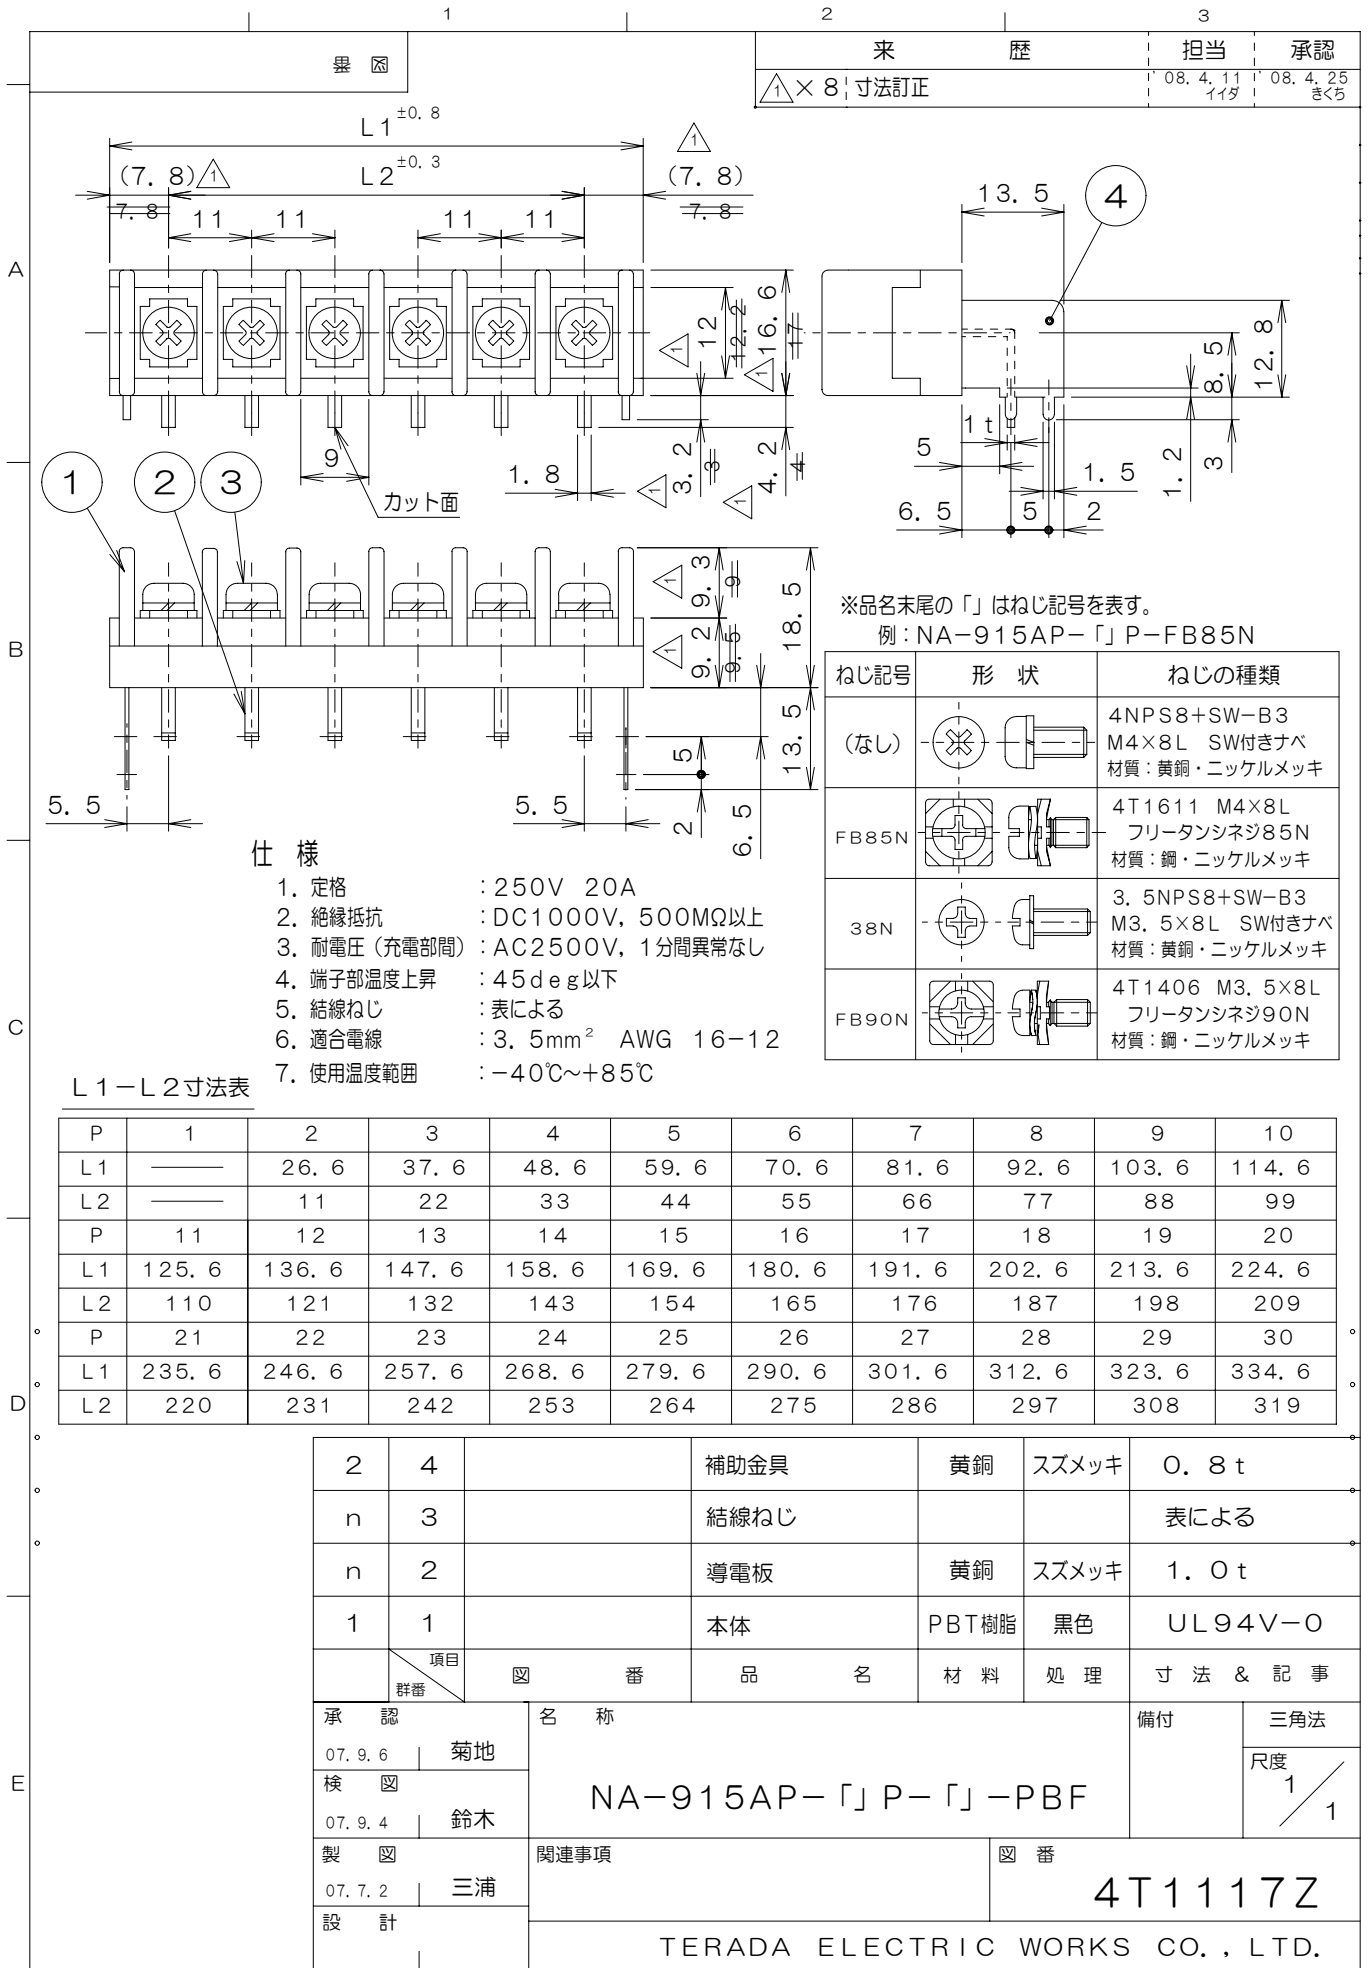 1 2 3
図番
来 歴 担当 承認
1 × 8 寸法訂正 '08. 4. 11 イイダ '08. 4. 25 きくち
L1±0. 8
(7. 8) 1 L2±0. 3 1 (7. 8)
7. 8 11 11 11 11 7. 8
13. 5 4
A
1 12 12. 2 1 16. 6 17
8. 5 12. 8
9 カット面 1. 8 1 3. 2 3 1 4. 2 4
1t 5 1. 5 1. 2 3
6. 5 5 2
1 2 3
B
1 9. 3 9 18. 5
1 9. 2 9. 5
13. 5
5. 5 5. 5 5 2 6. 5
※品名末尾の「」はねじ記号を表す。
例：NA−915AP−「」P−FB85N
ねじ記号 形 状 ねじの種類
(なし) 4NPS8+SW−B3
M4×8L SW付きナベ
材質：黄銅・ニッケルメッキ
FB85N 4T1611 M4×8L
フリータンシネジ85N
材質：鋼・ニッケルメッキ
38N 3. 5NPS8+SW−B3
M3. 5×8L SW付きナベ
材質：黄銅・ニッケルメッキ
FB90N 4T1406 M3. 5×8L
フリータンシネジ90N
材質：鋼・ニッケルメッキ
仕 様
1. 定格 ：250V 20A
2. 絶縁抵抗 ：DC1000V, 500MΩ以上
3. 耐電圧（充電部間）：AC2500V, 1分間異常なし
4. 端子部温度上昇 ：45deg以下
5. 結線ねじ ：表による
6. 適合電線 ：3. 5mm² AWG 16−12
7. 使用温度範囲 ：−40℃〜+85℃
C
L1−L2寸法表
P 1 2 3 4 5 6 7 8 9 10
L1 ── 26. 6 37. 6 48. 6 59. 6 70. 6 81. 6 92. 6 103. 6 114. 6
L2 ── 11 22 33 44 55 66 77 88 99
P 11 12 13 14 15 16 17 18 19 20
L1 125. 6 136. 6 147. 6 158. 6 169. 6 180. 6 191. 6 202. 6 213. 6 224. 6
L2 110 121 132 143 154 165 176 187 198 209
P 21 22 23 24 25 26 27 28 29 30
L1 235. 6 246. 6 257. 6 268. 6 279. 6 290. 6 301. 6 312. 6 323. 6 334. 6
L2 220 231 242 253 264 275 286 297 308 319
D
2 4 補助金具 黄銅 スズメッキ 0. 8t
n 3 結線ねじ 表による
n 2 導電板 黄銅 スズメッキ 1. 0t
1 1 本体 PBT樹脂 黒色 UL94V−0
項目 群番 図 番 品 名 材 料 処 理 寸 法 & 記 事
E
承 認 07. 9. 6 菊地
検 図 07. 9. 4 鈴木
製 図 07. 7. 2 三浦
設 計
名 称
NA−915AP−「」P−「」−PBF
備付 三角法
尺度 1/1
関連事項
図 番 4T1117Z
TERADA ELECTRIC WORKS CO., LTD.